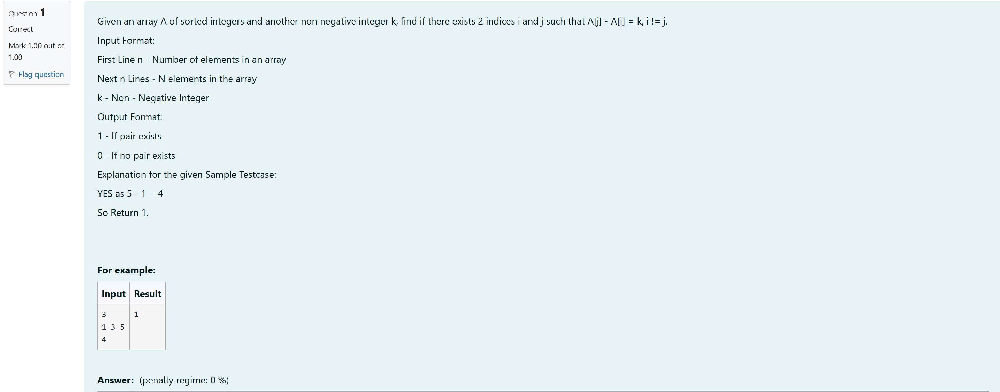 Question 1
Correct
Mark 1.00 out of
1.00
Flag question
Given an array A of sorted integers and another non negative integer k, find if there exists 2 indices i and j such that A[j] - A[i] = k, i != j.
Input Format:
First Line n - Number of elements in an array
Next n Lines - N elements in the array
k - Non - Negative Integer
Output Format:
1 - If pair exists
0 - If no pair exists
Explanation for the given Sample Testcase:
YES as 5 - 1 = 4
So Return 1.
For example:
Input Result
3 1
1 3 5
4
Answer: (penalty regime: 0 %)